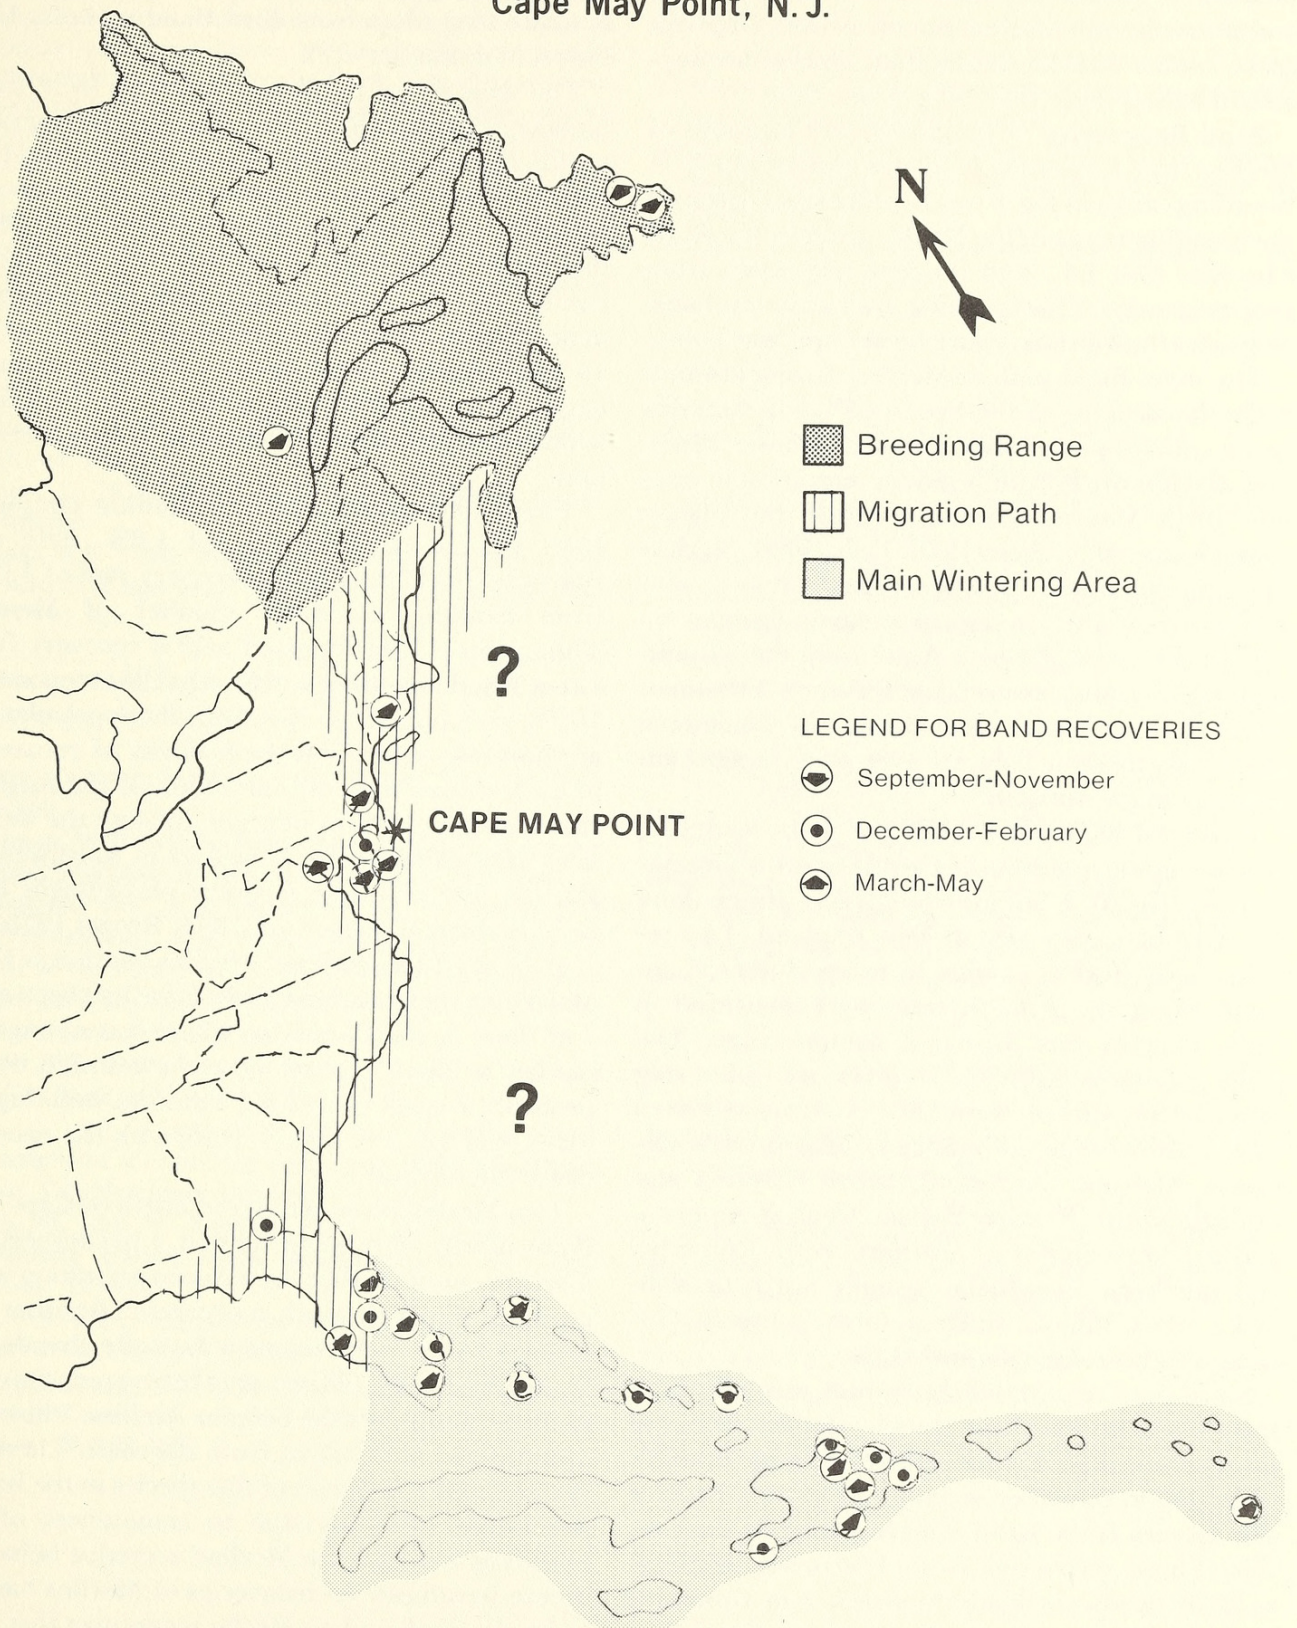 Cape May Point, N. J.
N
Breeding Range
Migration Path
Main Wintering Area
?
LEGEND FOR BAND RECOVERIES
September-November
CAPE MAY POINT
December-February
March-May
?